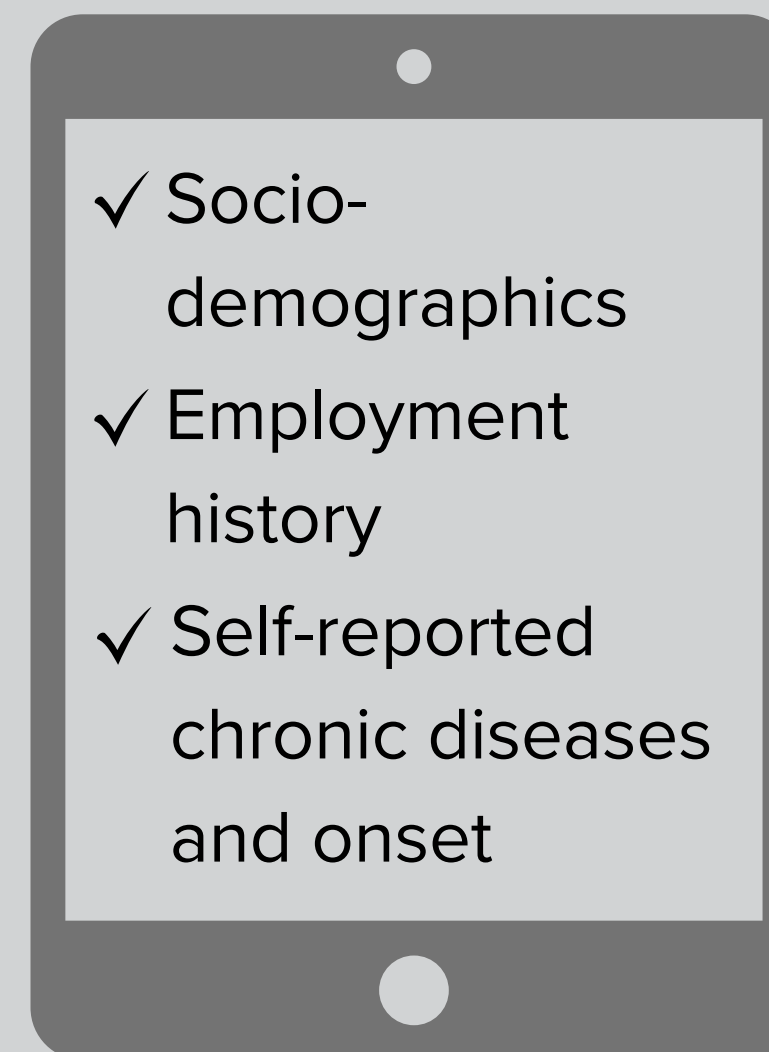 ✓ Socio-
demographics
✓ Employment
history
✓ Self-reported
chronic diseases
and onset